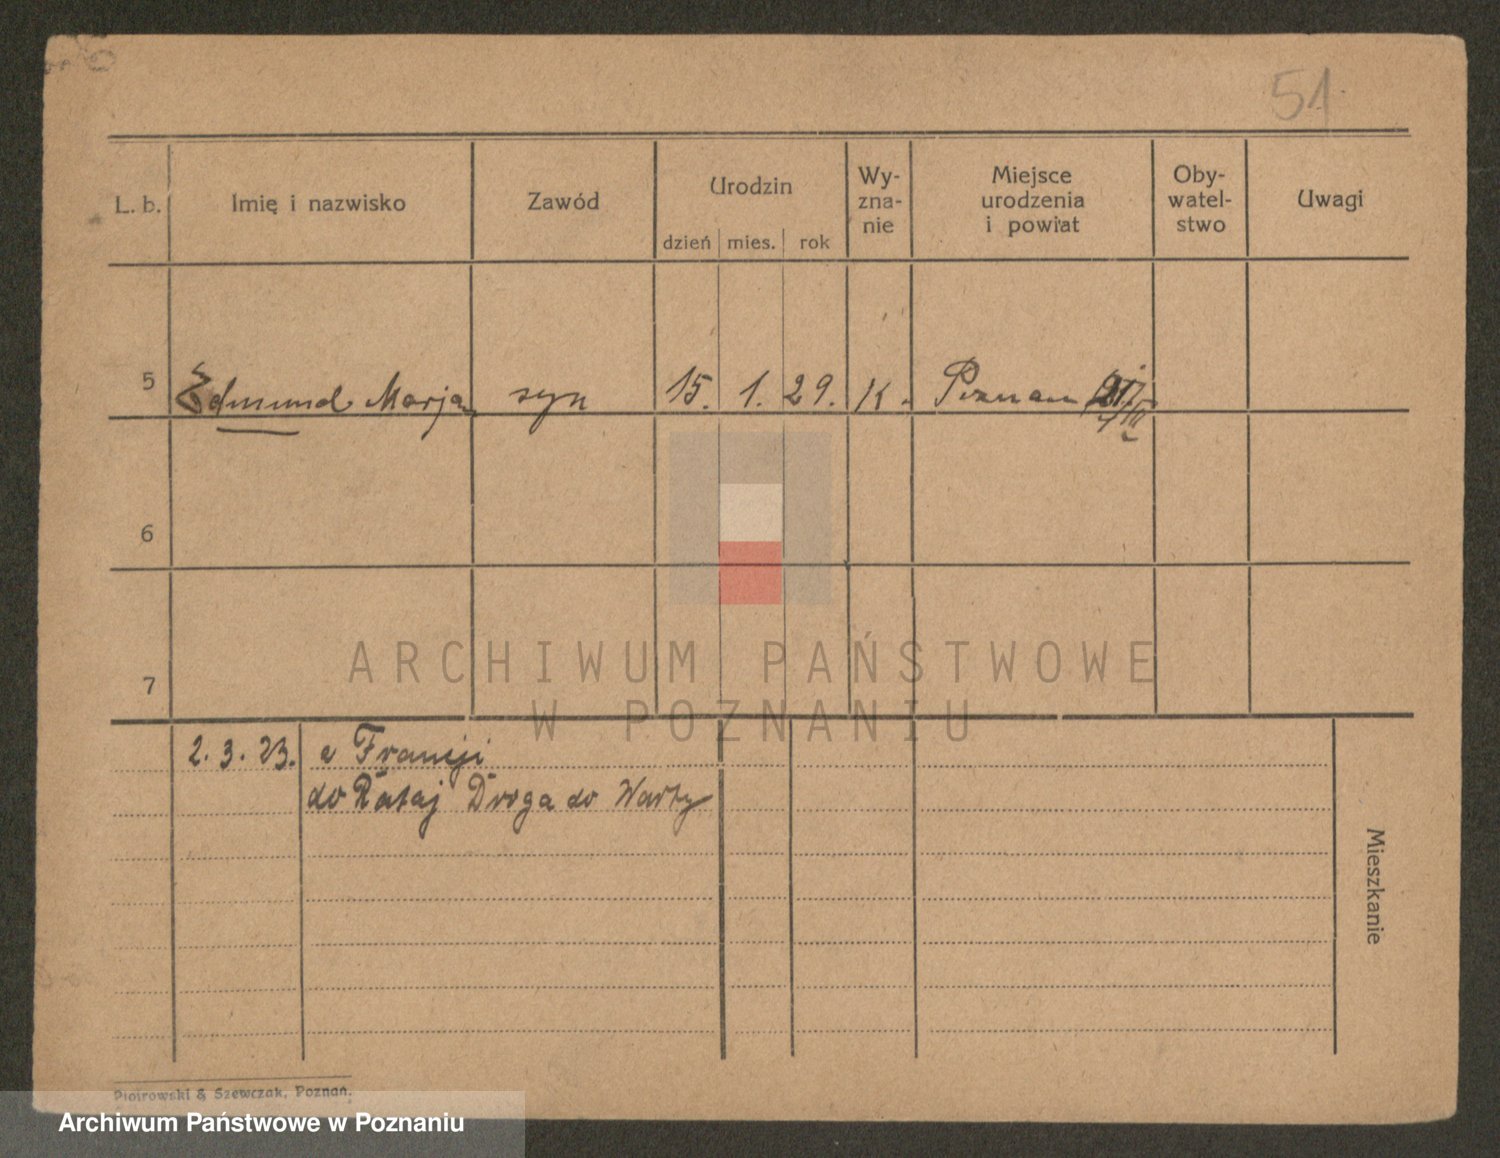 51
L. b. Imię i nazwisko Zawód Urodzin Wy-zna-nie Miejsce urodzenia i powiat Oby-watel-stwo Uwagi
dzień mies. rok
5 Edmund Marjan syn 15. 1. 29. K. Poznań
6
7
ARCHIWUM PAŃSTWOWE
W POZNANIU
2. 3. 23. z Francji
do Rataj Droga do Warty
Mieszkanie
Piotrowski & Szewczak, Poznań.
Archiwum Państwowe w Poznaniu